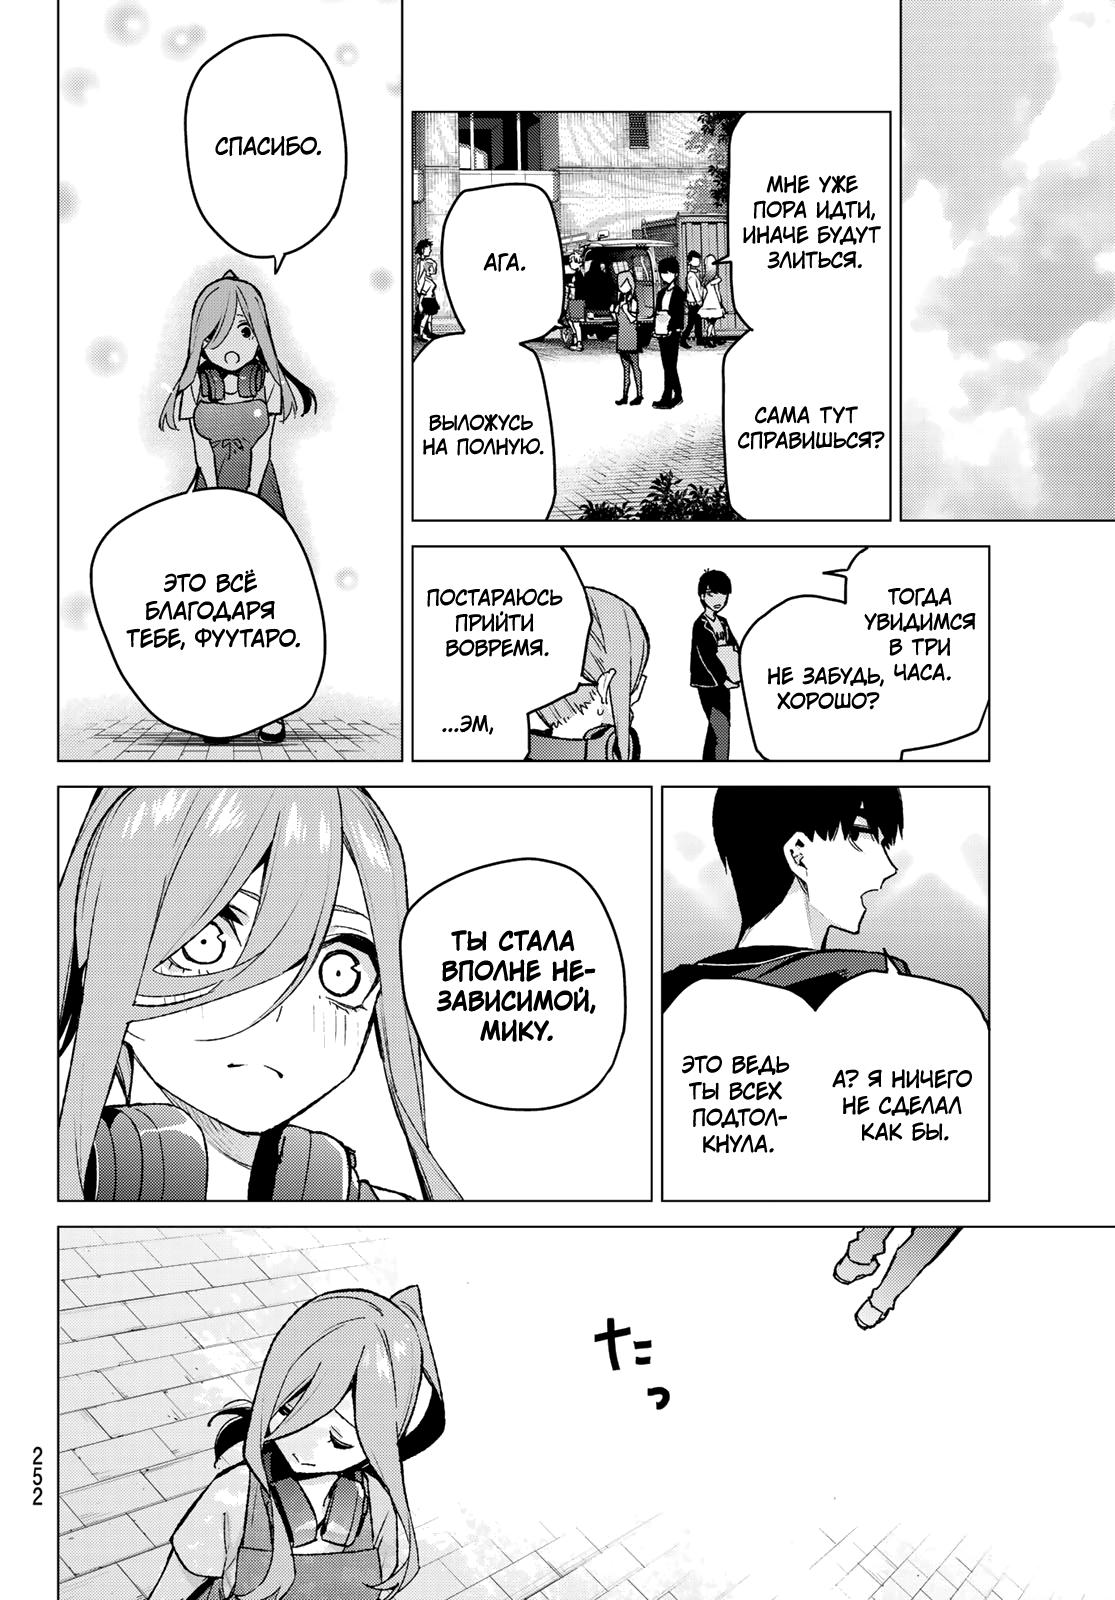 МНЕ УЖЕ
ПОРА ИДТИ,
ИНАЧЕ БУДУТ
ЗЛИТЬСЯ.
САМА ТУТ
СПРАВИШЬСЯ?
АГА.
ВЫЛОЖУСЬ
НА ПОЛНУЮ.
ТОГДА
УВИДИМСЯ
В ТРИ
ЧАСА.
НЕ ЗАБУДЬ,
ХОРОШО?
ПОСТАРАЮСЬ
ПРИЙТИ
ВОВРЕМЯ.
...ЭМ,
СПАСИБО.
ЭТО ВСЁ
БЛАГОДАРЯ
ТЕБЕ, ФУУТАРО.
А? Я НИЧЕГО
НЕ СДЕЛАЛ
КАК БЫ.
ЭТО ВЕДЬ
ТЫ ВСЕХ
ПОДТОЛ-
КНУЛА.
ТЫ СТАЛА
ВПОЛНЕ НЕ-
ЗАВИСИМОЙ,
МИКУ.
たっ
252